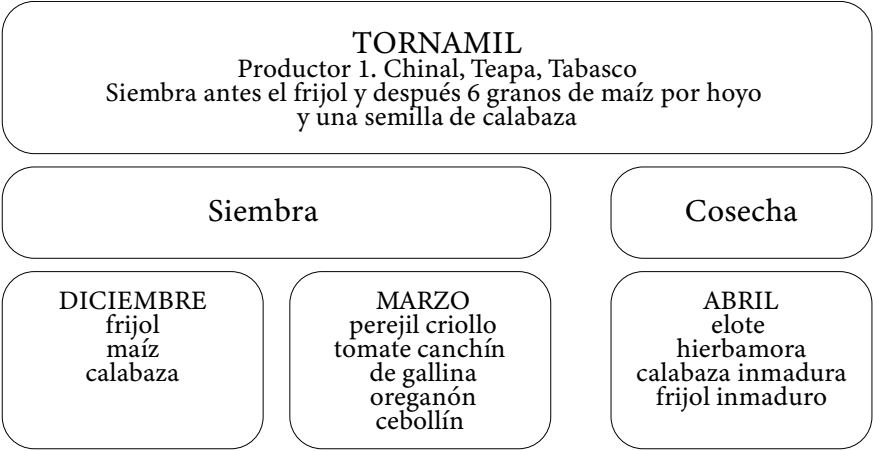 TORNAMIL
Productor 1. Chinal, Teapa, Tabasco
Siembra antes el frijol y después 6 granos de maíz por hoyo
y una semilla de calabaza
Siembra
Cosecha
DICIEMBRE
frijol
maíz
calabaza
MARZO
perejil criollo
tomate canchín
de gallina
oreganón
cebollín
ABRIL
elote
hierbamora
calabaza inmadura
frijol inmaduro